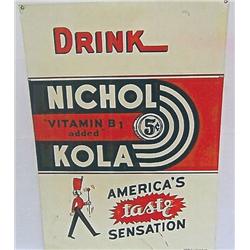 DRINK
NICHOL
"VITAMIN B1
added"
5¢
KOLA
AMERICA'S
taste
SENSATION